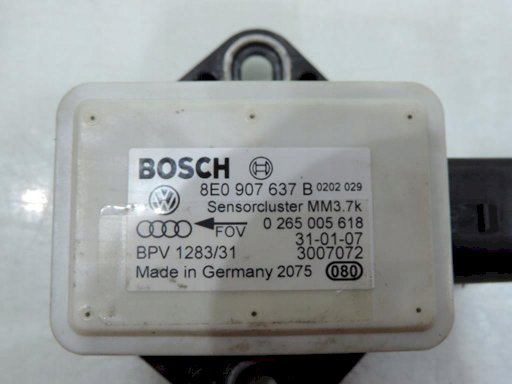 BOSCH
8E0 907 637 B 0202 029
Sensorcluster MM3.7k
0 265 005 618
FOV
31-01-07
BPV 1283/31 3007072
Made in Germany 2075 080